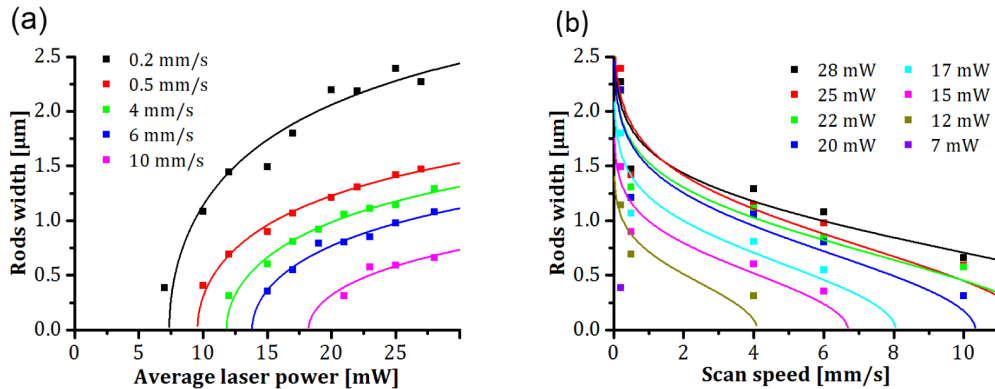 (a)
Rods width [μm]
2.5
2.0
1.5
1.0
0.5
0.0
0.2 mm/s
0.5 mm/s
4 mm/s
6 mm/s
10 mm/s
0 5 10 15 20 25
Average laser power [mW]
(b)
Rods width [μm]
2.5
2.0
1.5
1.0
0.5
0.0
28 mW 17 mW
25 mW 15 mW
22 mW 12 mW
20 mW 7 mW
0 2 4 6 8 10
Scan speed [mm/s]